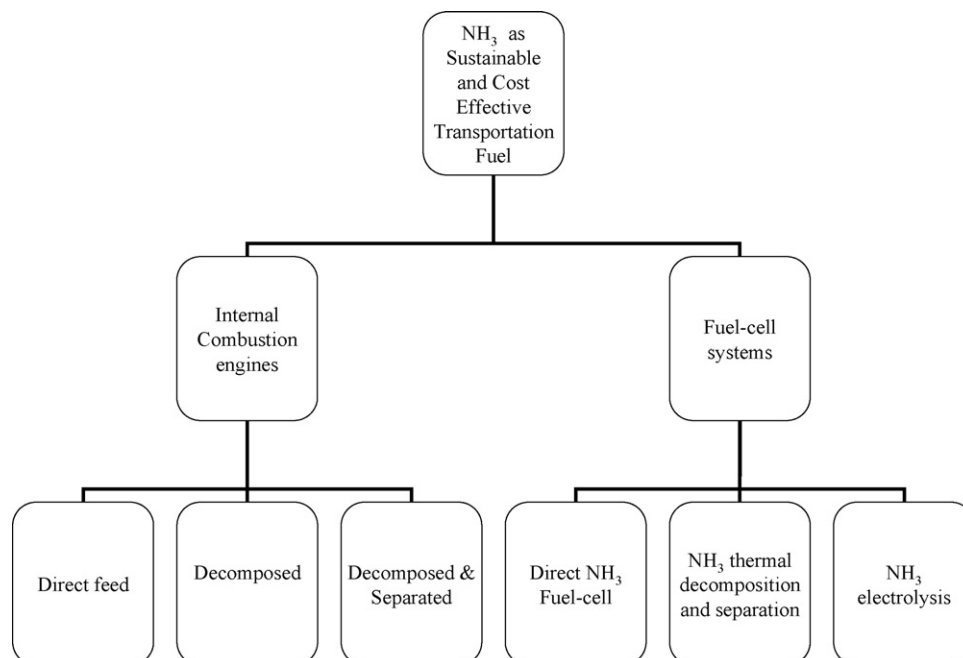 NH₃ as
Sustainable
and Cost
Effective
Transportation
Fuel
Internal
Combustion
engines
Fuel-cell
systems
Direct feed
Decomposed
Decomposed &
Separated
Direct NH₃
Fuel-cell
NH₃ thermal
decomposition
and separation
NH₃
electrolysis